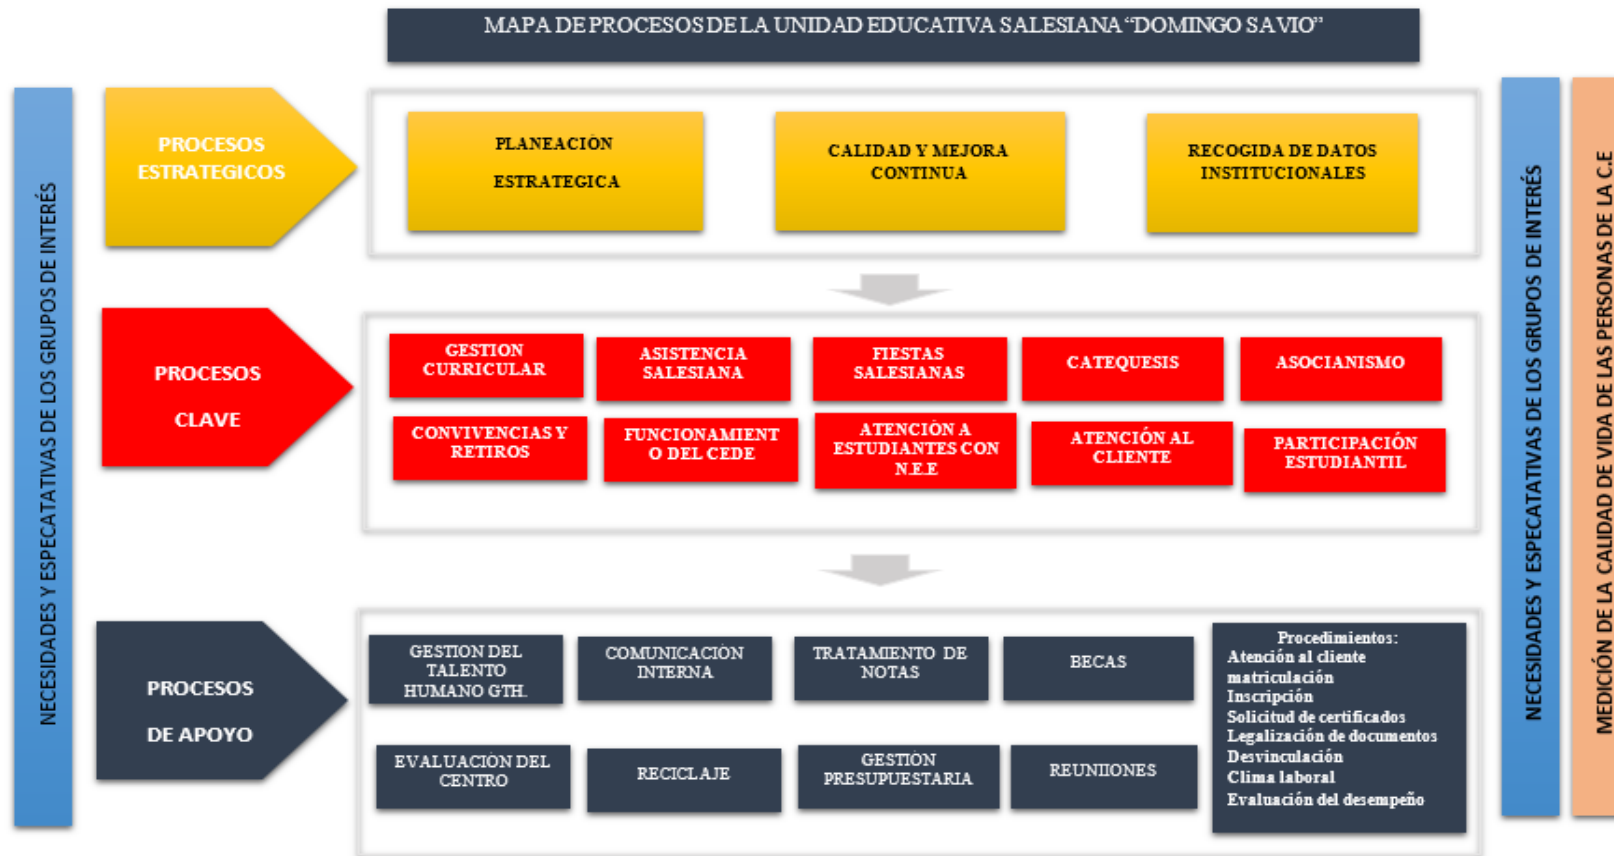 MAPA DE PROCESOS DE LA UNIDAD EDUCATIVA SALESIANA “DOMINGO SAVIO”
NECESIDADES Y ESPECTATIVAS DE LOS GRUPOS DE INTERÉS
PROCESOS
ESTRATEGICOS
PLANEACIÓN
ESTRATEGICA
CALIDAD Y MEJORA
CONTINUA
RECOGIDA DE DATOS
INSTITUCIONALES
PROCESOS
CLAVE
GESTION
CURRICULAR
ASISTENCIA
SALESIANA
FIESTAS
SALESIANAS
CATEQUESIS
ASOCIANISMO
CONVIVENCIAS Y
RETIROS
FUNCIONAMIENT
O DEL CEDE
ATENCIÓN A
ESTUDIANTES CON
N.E.E
ATENCIÓN AL
CLIENTE
PARTICIPACIÓN
ESTUDIANTIL
PROCESOS
DE APOYO
GESTION DEL
TALENTO
HUMANO GTH.
COMUNICACIÓN
INTERNA
TRATAMIENTO DE
NOTAS
BECAS
EVALUACIÓN DEL
CENTRO
RECICLAJE
GESTIÓN
PRESUPUESTARIA
REUNIIONES
Procedimientos:
Atención al cliente
matriculación
Inscripción
Solicitud de certificados
Legalización de documentos
Desvinculación
Clima laboral
Evaluación del desempeño
NECESIDADES Y ESPECATATIVAS DE LOS GRUPOS DE INTERÉS
MEDICIÓN DE LA CALIDAD DE VIDA DE LAS PERSONAS DE LA C.E